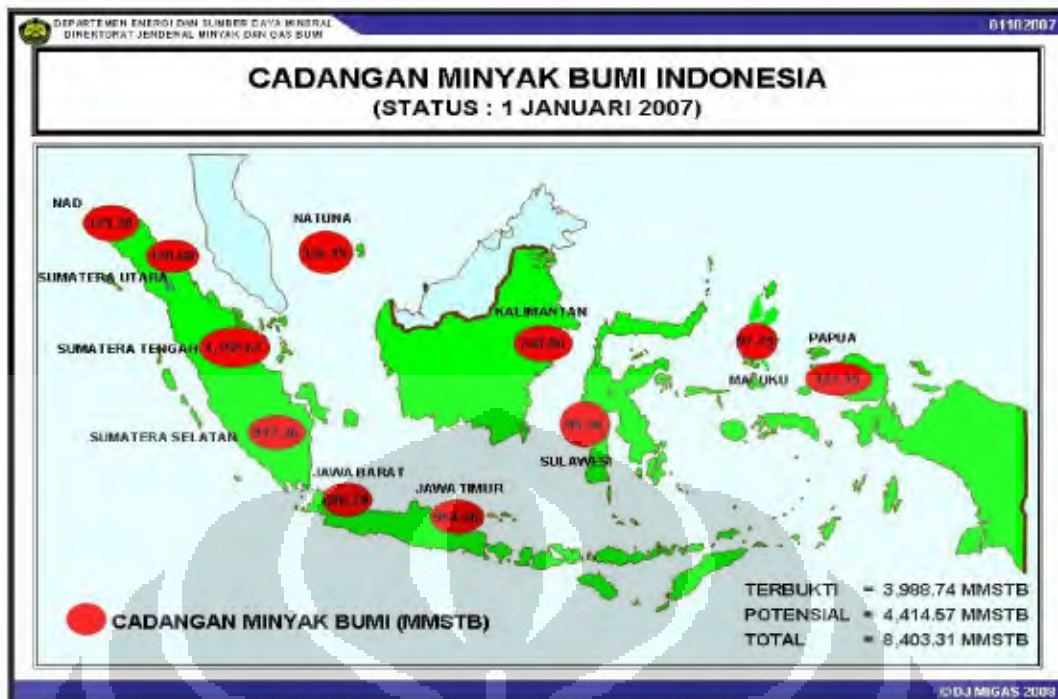 DEPARTEMEN ENERGI DAN SUMBER DAYA MINERAL
DIREKTORAT JENDERAL MINYAK DAN GAS BUMI
01102007
CADANGAN MINYAK BUMI INDONESIA
(STATUS : 1 JANUARI 2007)
NAD
NATUNA
SUMATERA UTARA
KALIMANTAN
SUMATERA TENGAH
PAPUA
MALUKU
SUMATERA SELATAN
SULAWESI
JAWA BARAT
JAWA TIMUR
TERBUKTI = 3,988.74 MMSTB
POTENSIAL = 4,414.57 MMSTB
TOTAL = 8,403.31 MMSTB
CADANGAN MINYAK BUMI (MMSTB)
©DJ MIGAS 2008